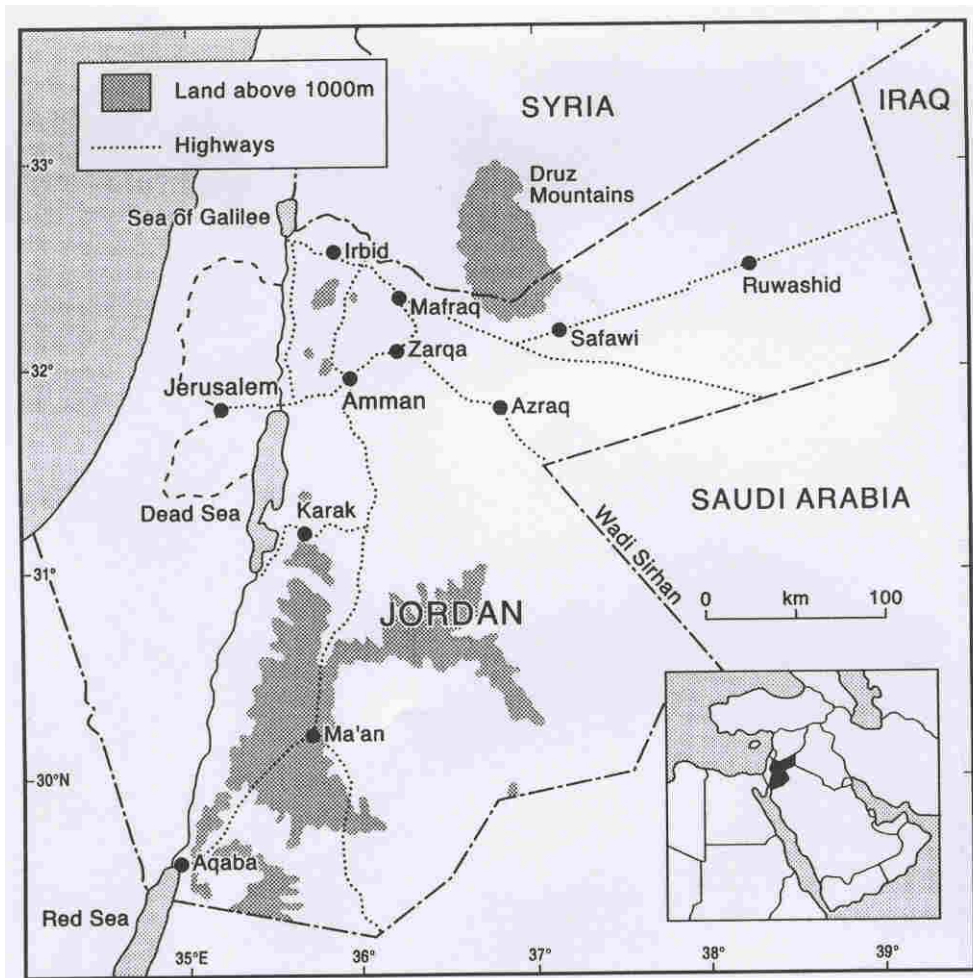 Land above 1000m
Highways
SYRIA
IRAQ
33°
Druz
Mountains
Sea of Galilee
Irbid
Ruwashid
Mafraq
Safawi
Zarqa
32°
Jerusalem
Amman
Azraq
Dead Sea
Karak
SAUDI ARABIA
Wadi Sirhan
31°
JORDAN
0 km 100
Ma'an
30°N
Aqaba
Red Sea
35°E 36° 37° 38° 39°